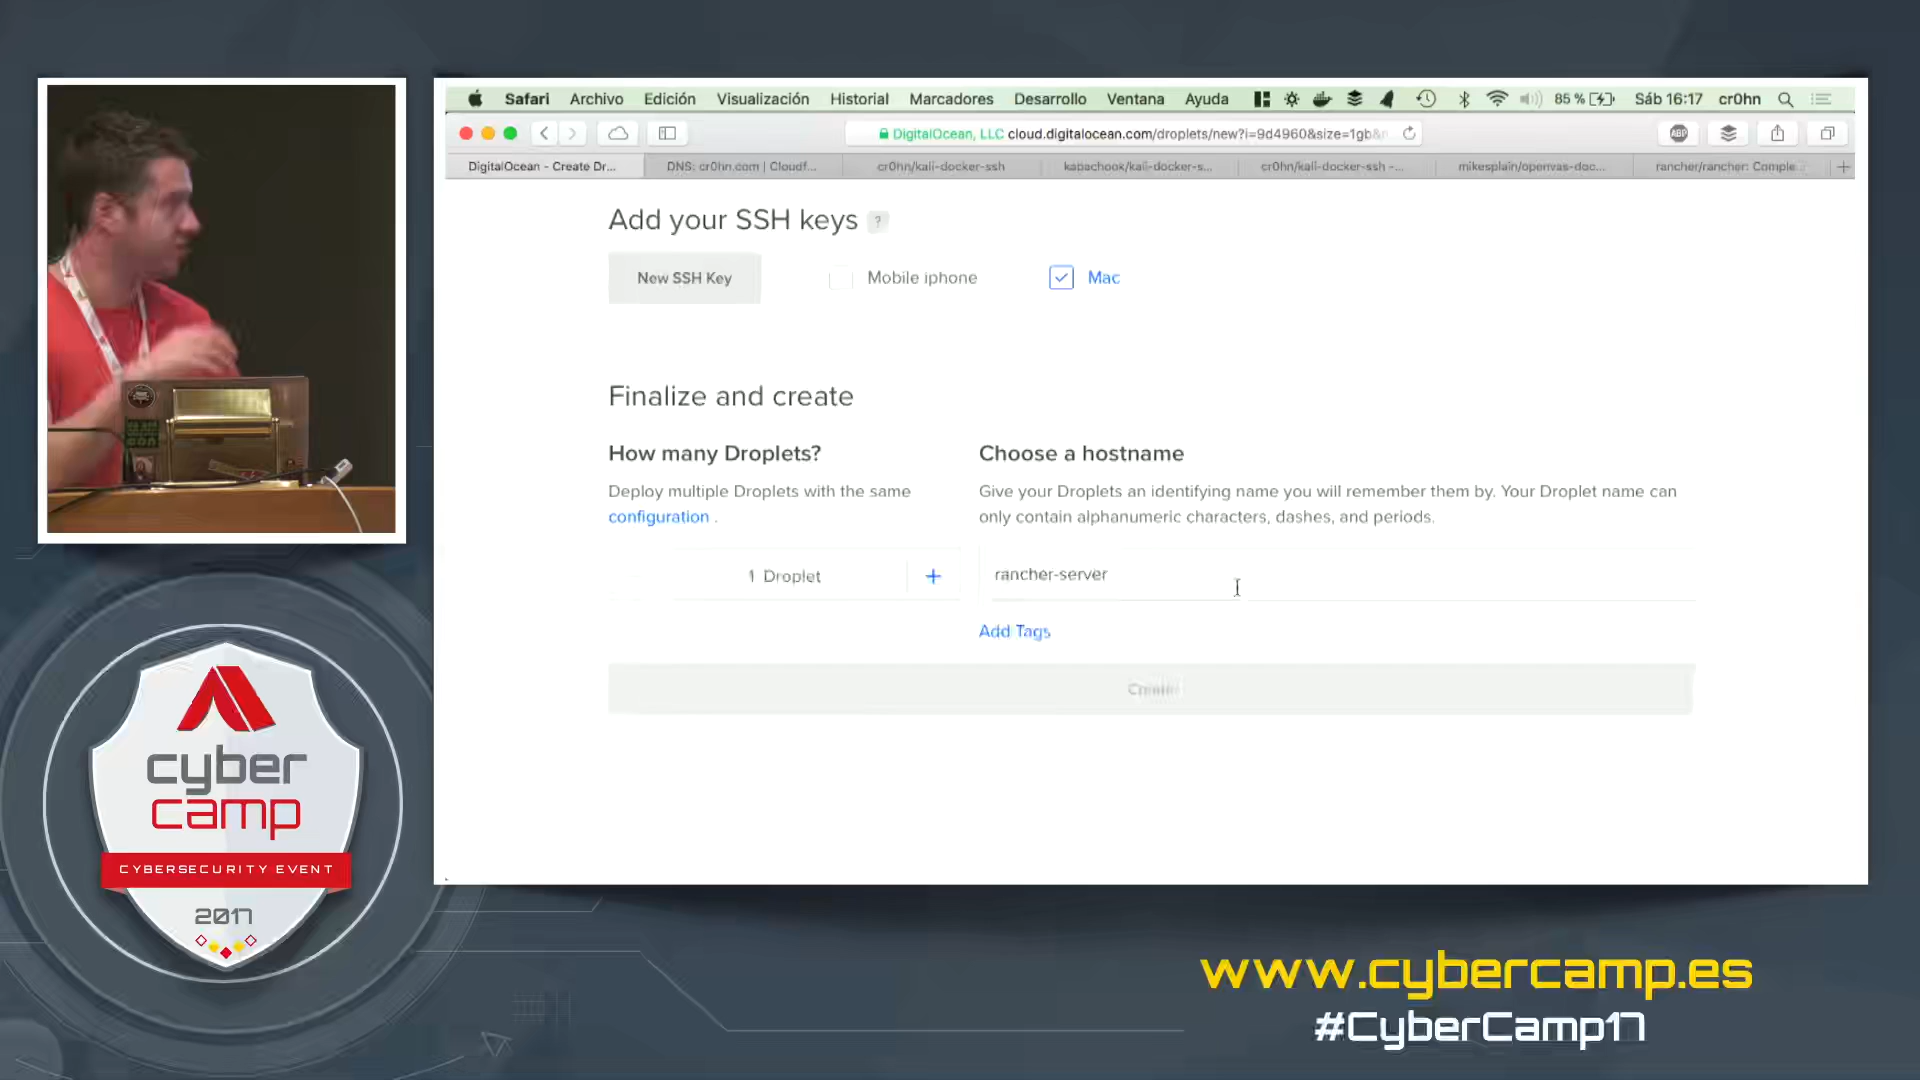 Safari Archivo Edición Visualización Historial Marcadores Desarrollo Ventana Ayuda 85 % Sáb 16:17 cr0hn
DigitalOcean, LLC cloud.digitalocean.com/droplets/new?i=9d4960&size=1gb&
ABP
DigitalOcean - Create Dr... DNS: cr0hn.com | Cloudf... cr0hn/kali-docker-ssh kapachook/kali-docker-s... cr0hn/kali-docker-ssh -... mikesplain/openvas-doc... rancher/rancher: Comple...
Add your SSH keys ?
New SSH Key Mobile iphone Mac
Finalize and create
How many Droplets?
Deploy multiple Droplets with the same
configuration .
1 Droplet +
Choose a hostname
Give your Droplets an identifying name you will remember them by. Your Droplet name can
only contain alphanumeric characters, dashes, and periods.
rancher-server
Add Tags
cyber
camp
CYBERSECURITY EVENT
2017
www.cybercamp.es
#CyberCamp17